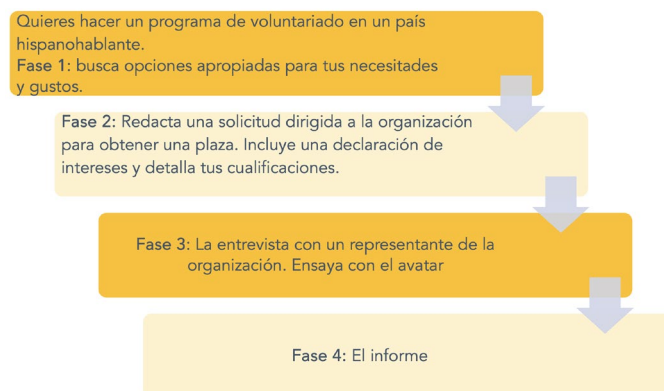 Quieres hacer un programa de voluntariado en un país
hispanohablante.
Fase 1: busca opciones apropiadas para tus necesitades
y gustos.
Fase 2: Redacta una solicitud dirigida a la organización
para obtener una plaza. Incluye una declaración de
intereses y detalla tus cualificaciones.
Fase 3: La entrevista con un representante de la
organización. Ensaya con el avatar
Fase 4: El informe